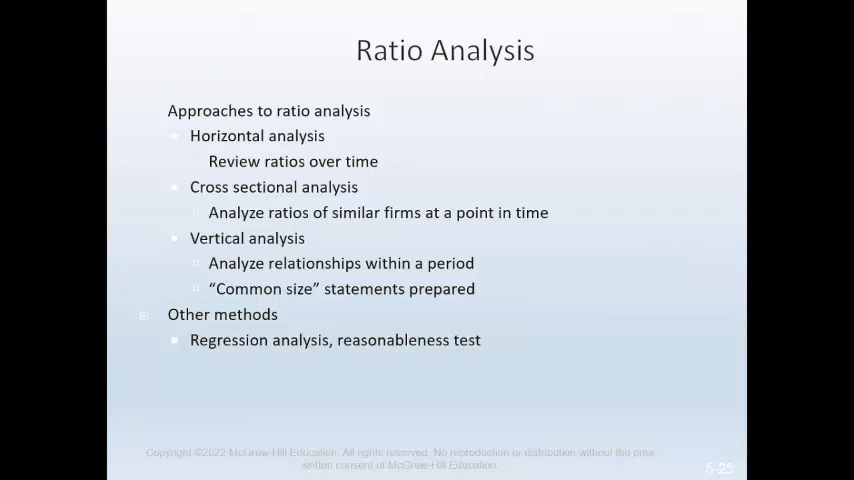 Ratio Analysis
Approaches to ratio analysis
Horizontal analysis
Review ratios over time
Cross sectional analysis
Analyze ratios of similar firms at a point in time
Vertical analysis
Analyze relationships within a period
“Common size” statements prepared
Other methods
Regression analysis, reasonableness test
Copyright ©2022 McGraw-Hill Education. All rights reserved. No reproduction or distribution without the prior
written consent of McGraw-Hill Education.
5-25